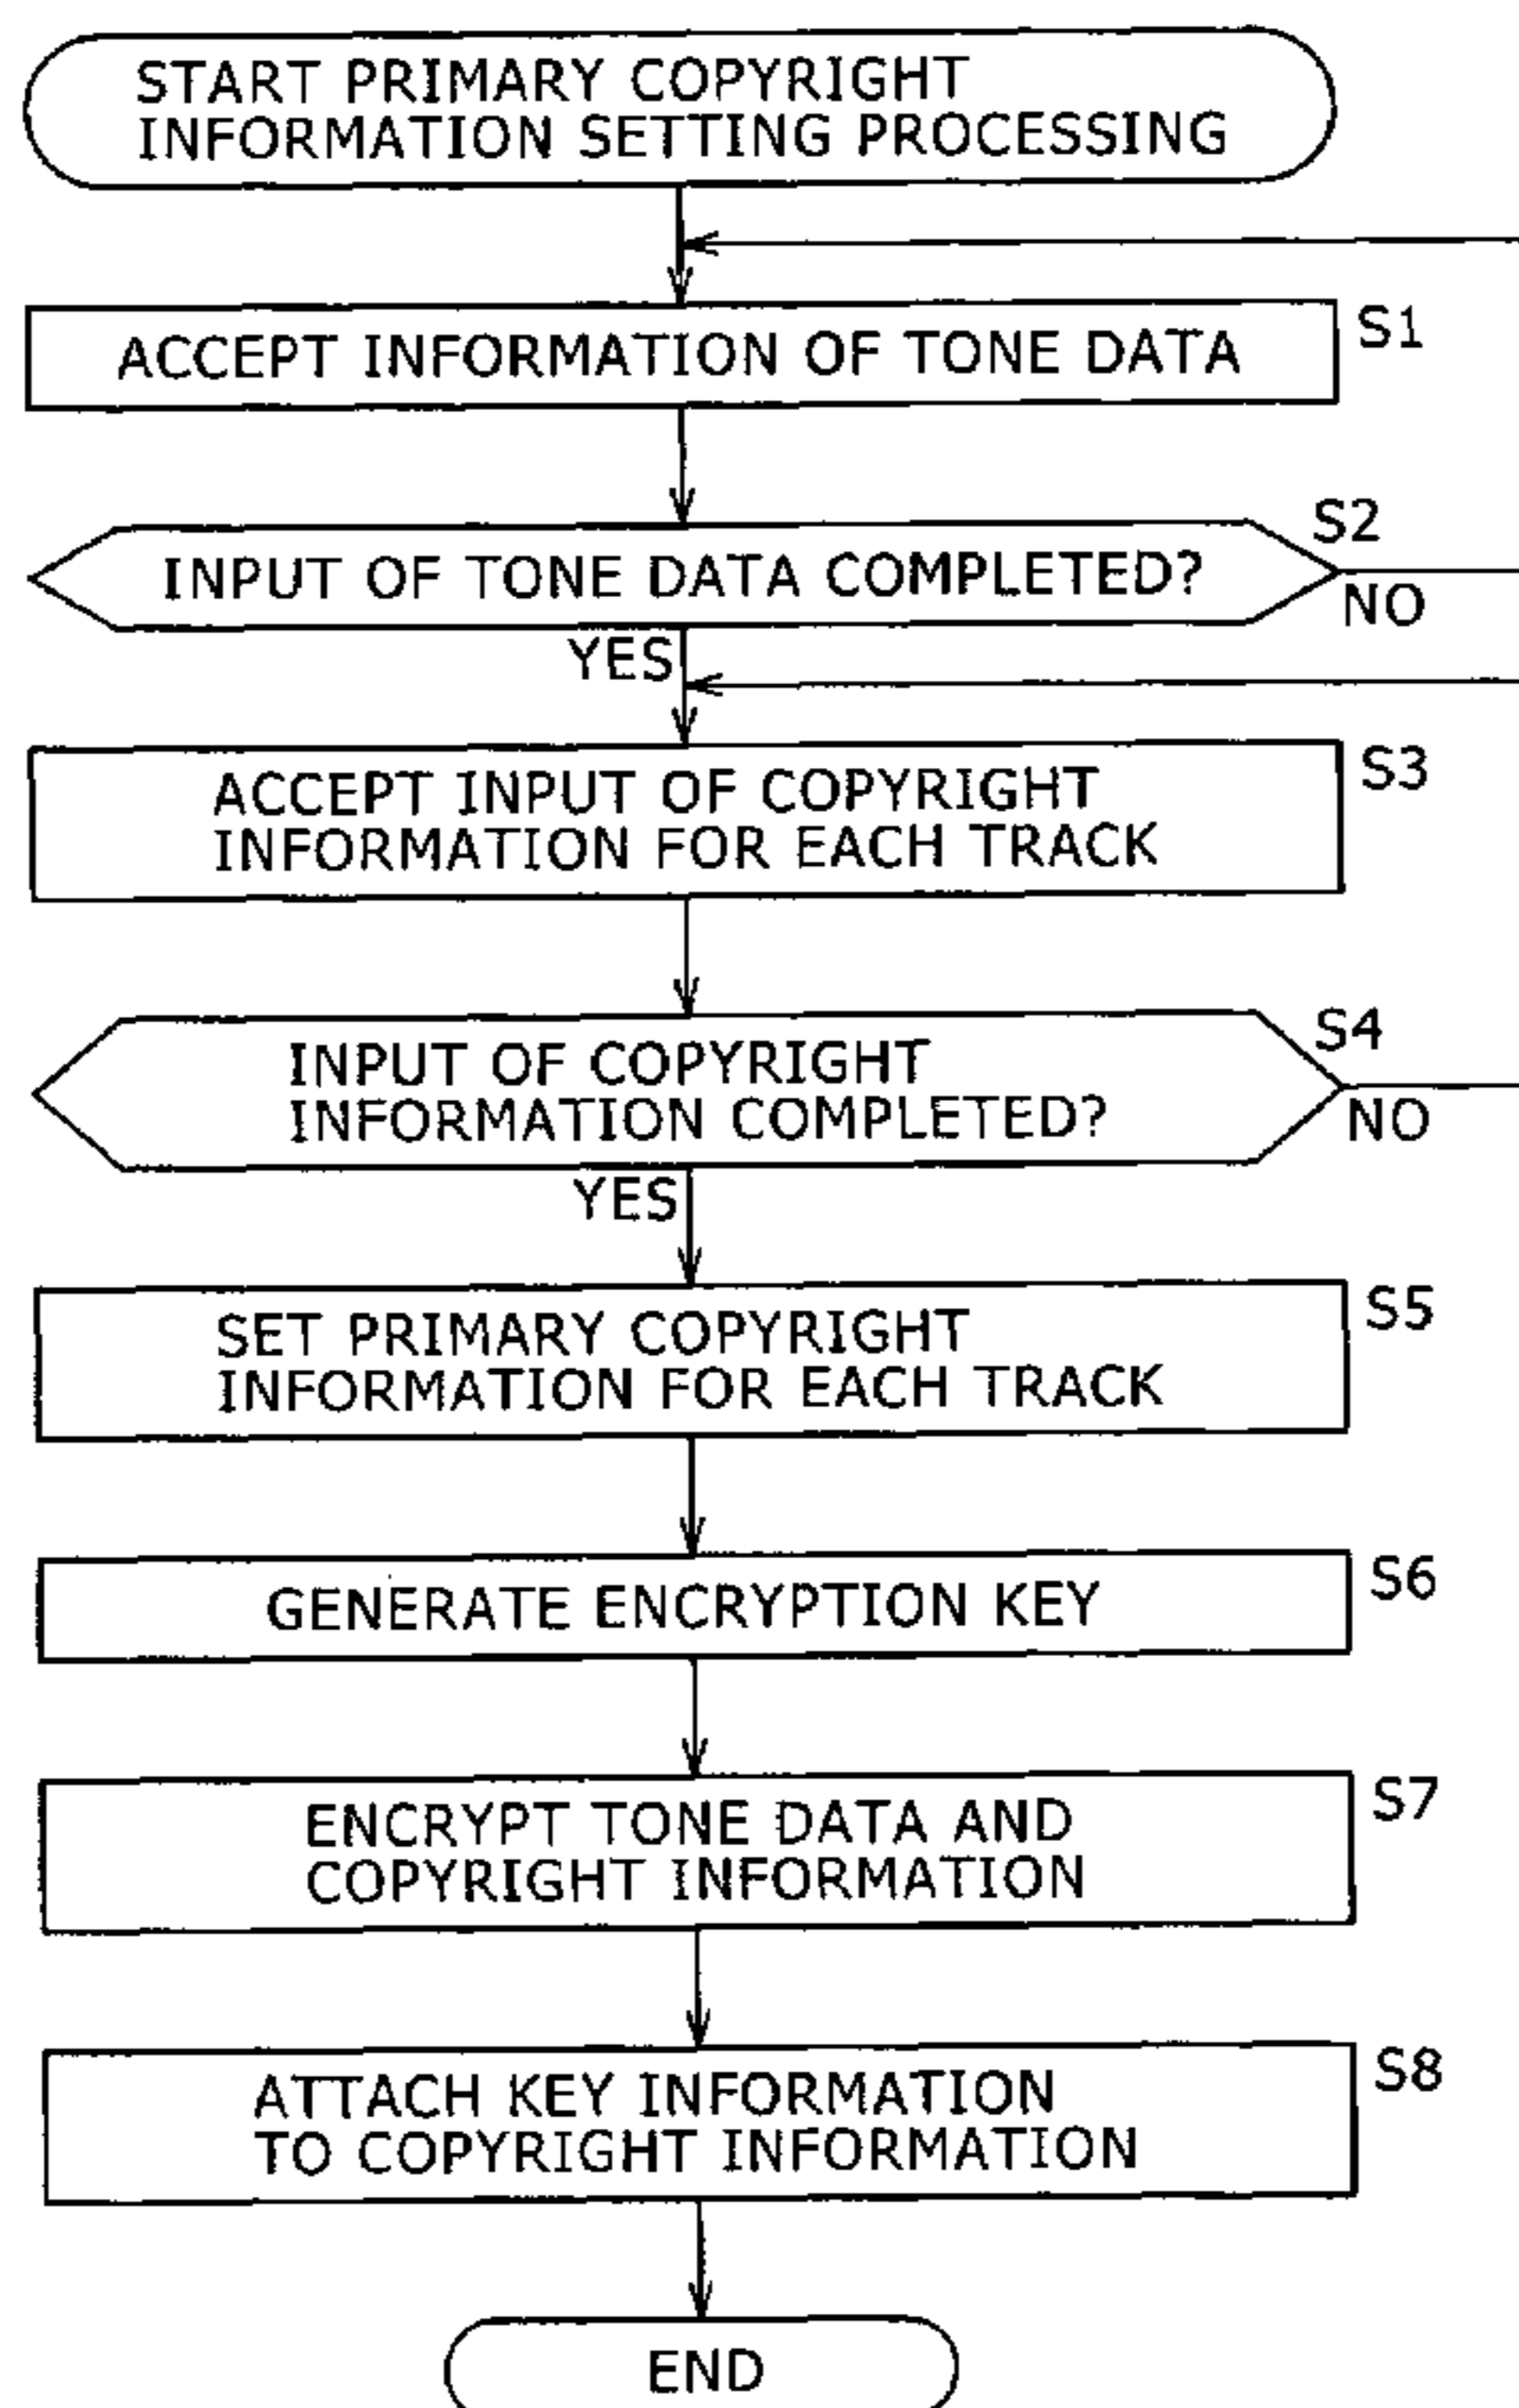 START PRIMARY COPYRIGHT
INFORMATION SETTING PROCESSING
ACCEPT INFORMATION OF TONE DATA
S1
S2
INPUT OF TONE DATA COMPLETED?
NO
YES
ACCEPT INPUT OF COPYRIGHT
INFORMATION FOR EACH TRACK
S3
S4
INPUT OF COPYRIGHT
INFORMATION COMPLETED?
NO
YES
SET PRIMARY COPYRIGHT
INFORMATION FOR EACH TRACK
S5
GENERATE ENCRYPTION KEY
S6
ENCRYPT TONE DATA AND
COPYRIGHT INFORMATION
S7
ATTACH KEY INFORMATION
TO COPYRIGHT INFORMATION
S8
END